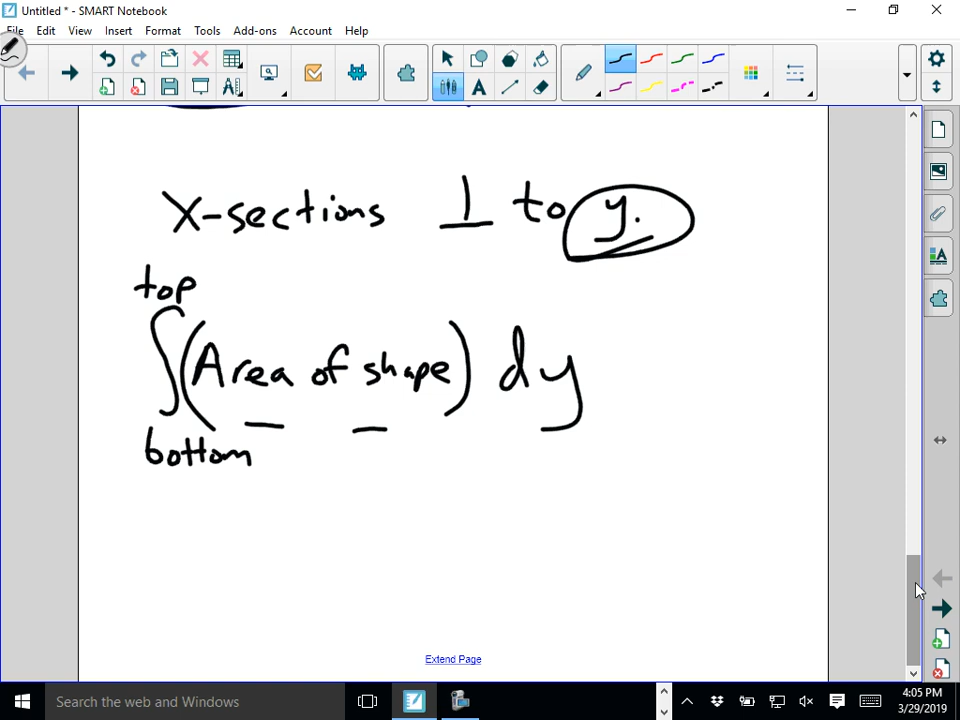 Untitled * - SMART Notebook
File Edit View Insert Format Tools Add-ons Account Help
X-sections ⊥ to y.
top
∫(Area of shape) dy
bottom
Extend Page
Search the web and Windows
4:05 PM
3/29/2019